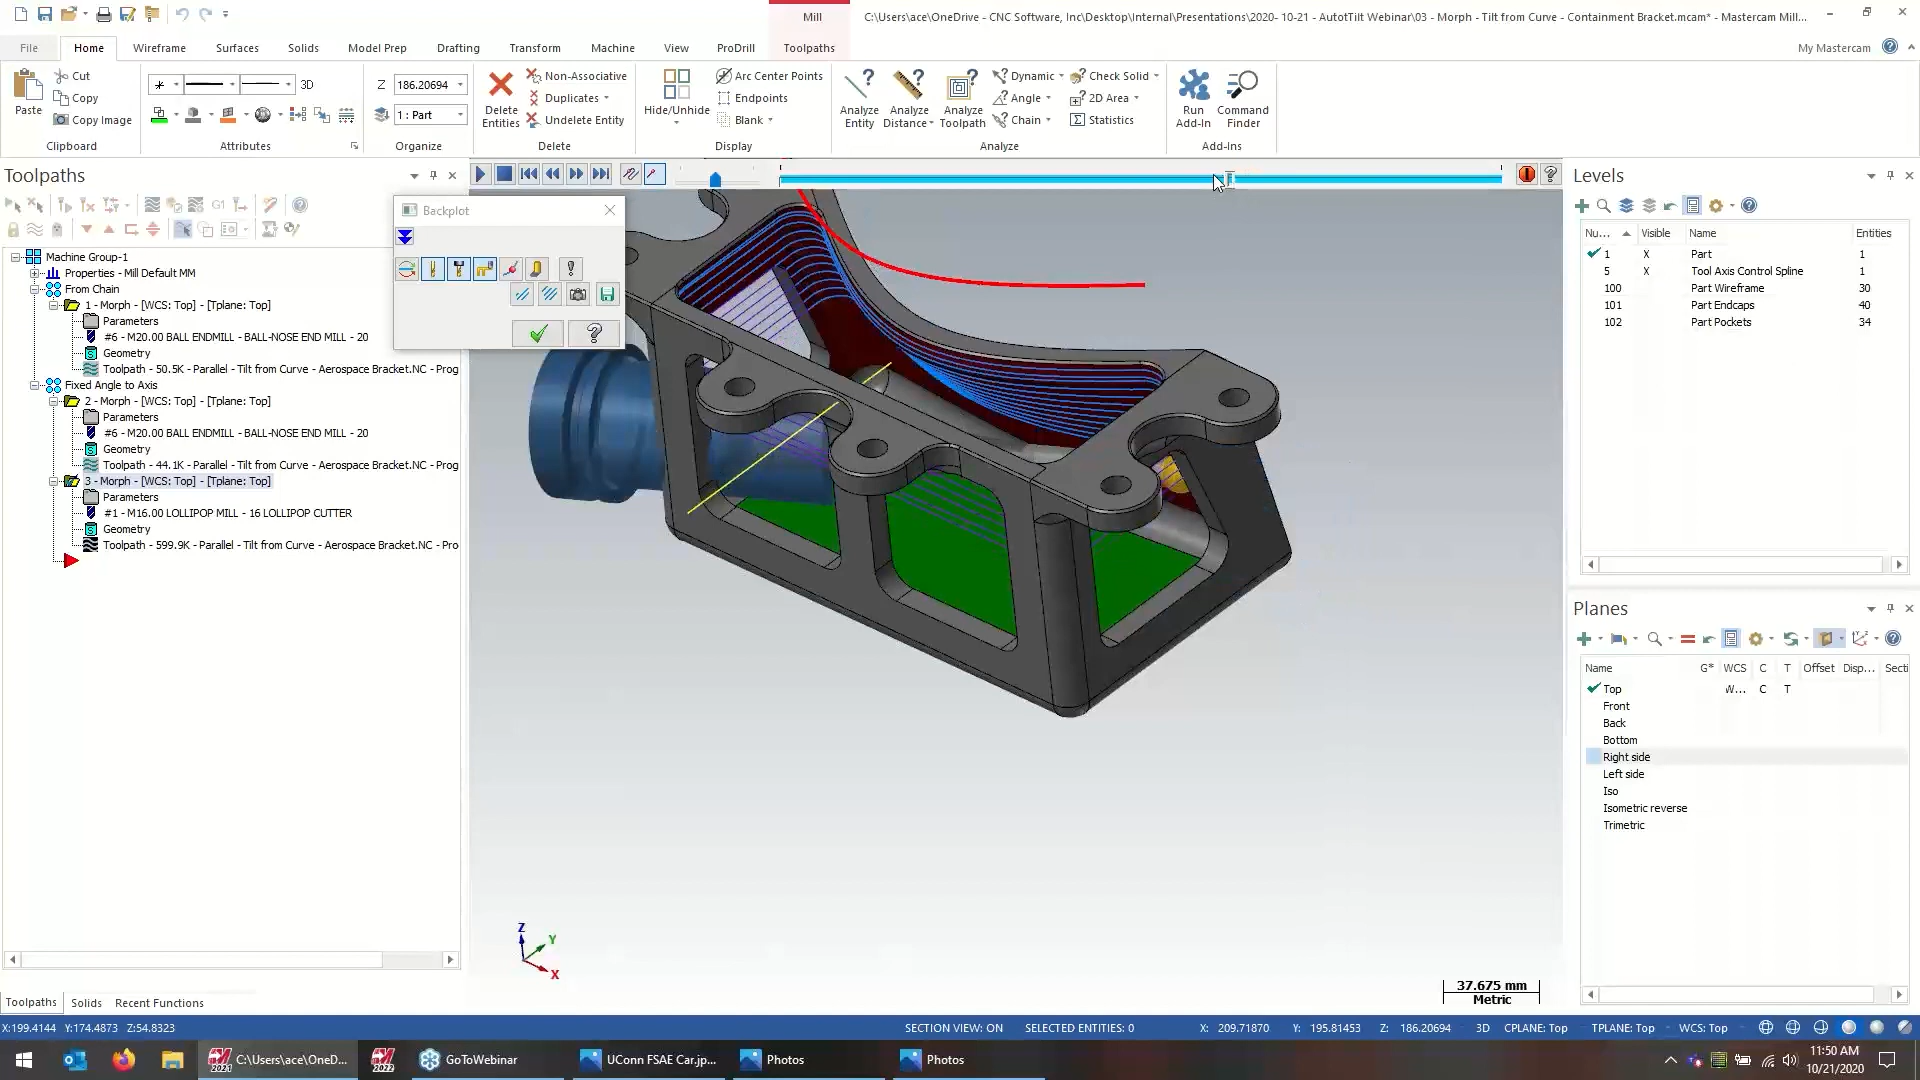 Mill
C:\Users\ace\OneDrive - CNC Software, Inc\Desktop\Internal\Presentations\2020- 10-21 - AutotTilt Webinar\03 - Morph - Tilt from Curve - Containment Bracket.mcam* - Mastercam Mill...
File
Home
Wireframe
Surfaces
Solids
Model Prep
Drafting
Transform
Machine
View
ProDrill
Toolpaths
My Mastercam
Paste
Cut
Copy
Copy Image
Clipboard
3D
Attributes
Z
186.20694
1 : Part
Organize
Delete
Entities
Non-Associative
Duplicates
Undelete Entity
Delete
Hide/Unhide
Arc Center Points
Endpoints
Blank
Display
Analyze
Entity
Analyze
Distance
Analyze
Toolpath
Dynamic
Angle
Chain
Check Solid
2D Area
Statistics
Analyze
Run
Add-In
Command
Finder
Add-Ins
Toolpaths
G1
Machine Group-1
Properties - Mill Default MM
From Chain
1 - Morph - [WCS: Top] - [Tplane: Top]
Parameters
#6 - M20.00 BALL ENDMILL - BALL-NOSE END MILL - 20
Geometry
Toolpath - 50.5K - Parallel - Tilt from Curve - Aerospace Bracket.NC - Prog
Fixed Angle to Axis
2 - Morph - [WCS: Top] - [Tplane: Top]
Parameters
#6 - M20.00 BALL ENDMILL - BALL-NOSE END MILL - 20
Geometry
Toolpath - 44.1K - Parallel - Tilt from Curve - Aerospace Bracket.NC - Prog
3 - Morph - [WCS: Top] - [Tplane: Top]
Parameters
#1 - M16.00 LOLLIPOP MILL - 16 LOLLIPOP CUTTER
Geometry
Toolpath - 599.9K - Parallel - Tilt from Curve - Aerospace Bracket.NC - Pro
Toolpaths
Solids
Recent Functions
Backplot
Z
Y
X
37.675 mm
Metric
Levels
Nu...
Visible
Name
Entities
1 X Part 1
5 X Tool Axis Control Spline 1
100 Part Wireframe 30
101 Part Endcaps 40
102 Part Pockets 34
Planes
Name G* WCS C T Offset Disp... Secti
Top W... C T
Front
Back
Bottom
Right side
Left side
Iso
Isometric reverse
Trimetric
X:199.4144 Y:174.4873 Z:54.8323
SECTION VIEW: ON
SELECTED ENTITIES: 0
X: 209.71870
Y: 195.81453
Z: 186.20694
3D
CPLANE: Top
TPLANE: Top
WCS: Top
2021
C:\Users\ace\OneD...
2022
GoToWebinar
UConn FSAE Car.jp...
Photos
Photos
11:50 AM
10/21/2020